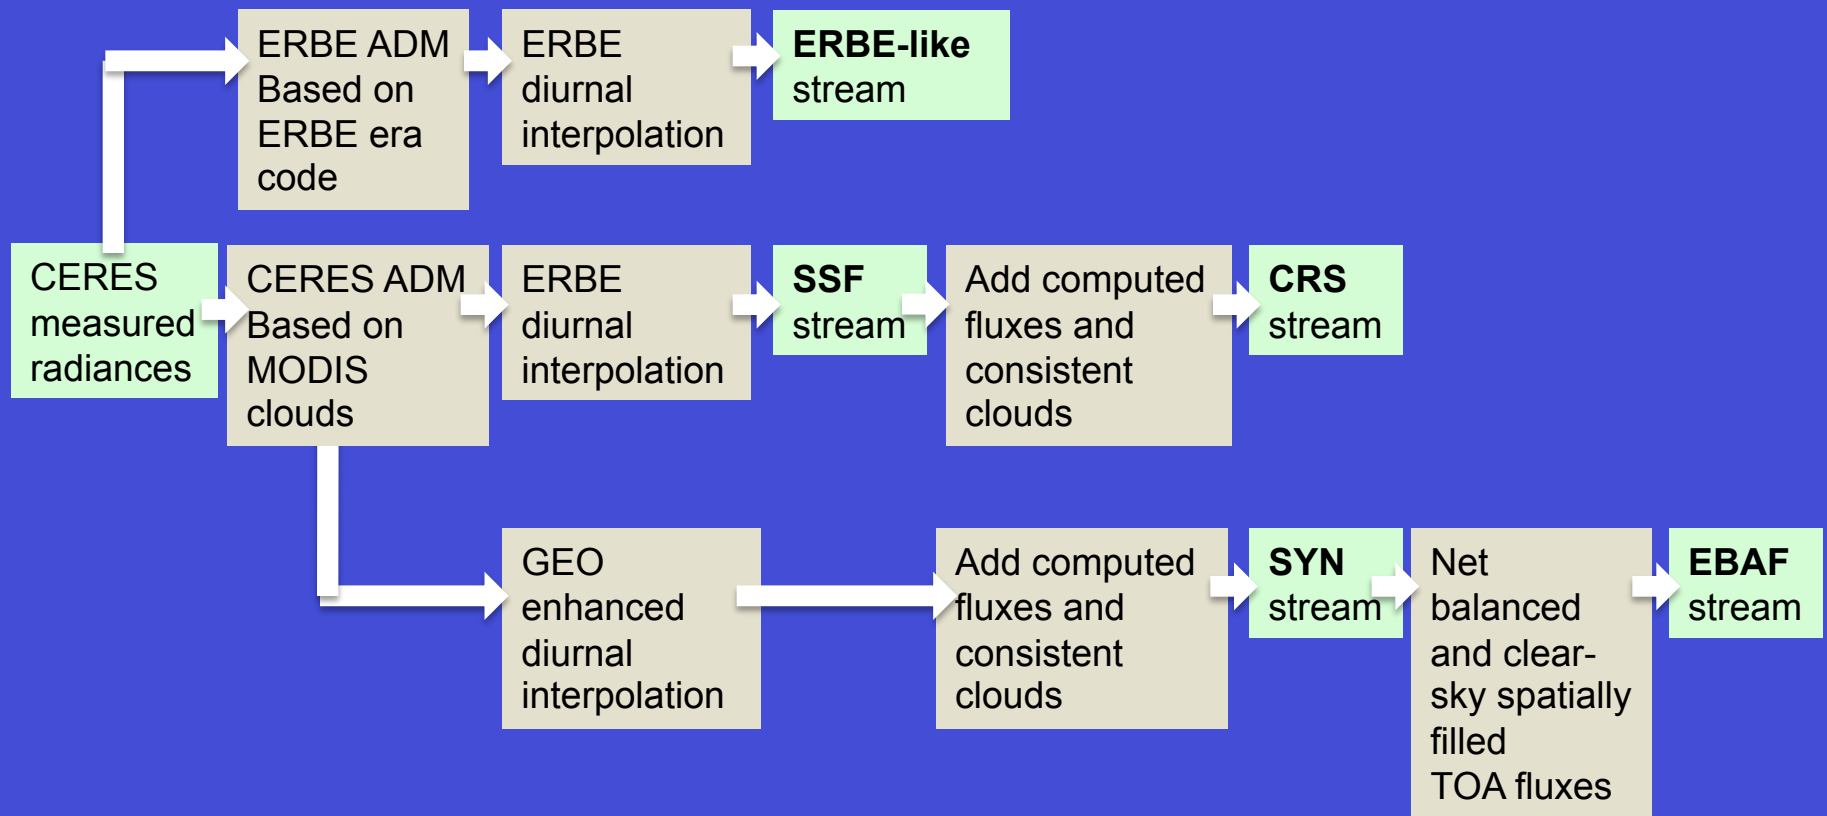 ERBE ADM
Based on
ERBE era
code
ERBE
diurnal
interpolation
ERBE-like
stream
CERES
measured
radiances
CERES ADM
Based on
MODIS
clouds
ERBE
diurnal
interpolation
SSF
stream
Add computed
fluxes and
consistent
clouds
CRS
stream
GEO
enhanced
diurnal
interpolation
Add computed
fluxes and
consistent
clouds
SYN
stream
Net
balanced
and clear-
sky spatially
filled
TOA fluxes
EBAF
stream